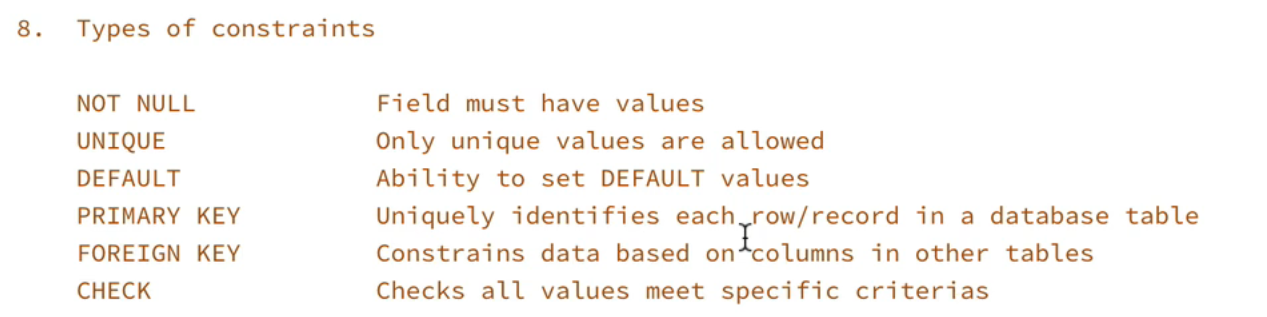 8. Types of constraints
NOT NULL Field must have values
UNIQUE Only unique values are allowed
DEFAULT Ability to set DEFAULT values
PRIMARY KEY Uniquely identifies each row/record in a database table
FOREIGN KEY Constrains data based on columns in other tables
CHECK Checks all values meet specific criterias